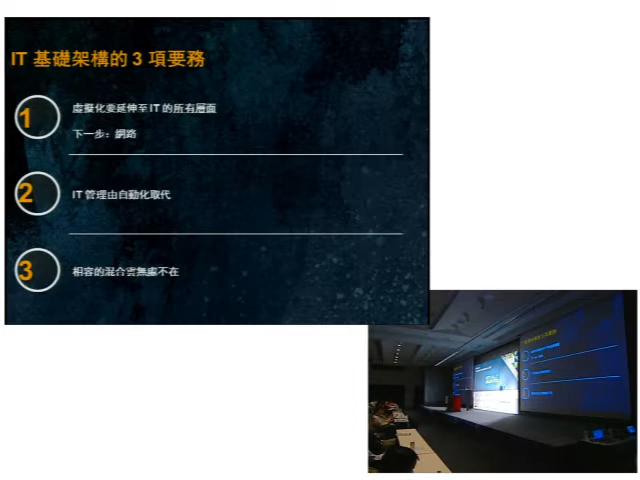 IT 基礎架構的 3 項要務
1
虛擬化要延伸至 IT 的所有層面
下一步：網路
2
IT 管理由自動化取代
3
相容的混合雲無處不在